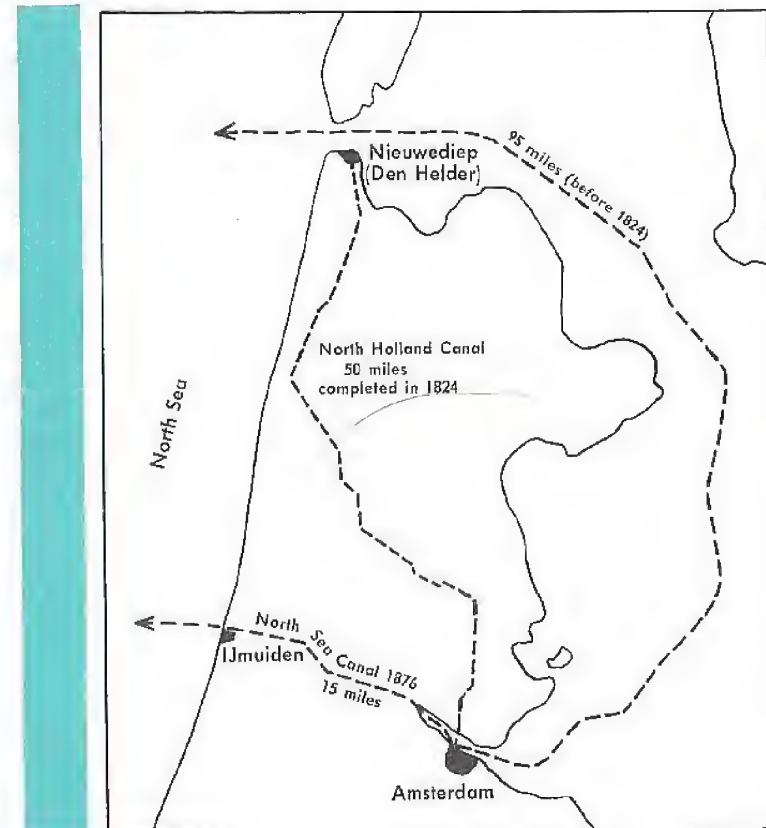 Nieuwediep
(Den Helder)
95 miles (before 1824)
North Holland Canal
50 miles
completed in 1824
North Sea
North Sea Canal 1876
15 miles
IJmuiden
Amsterdam